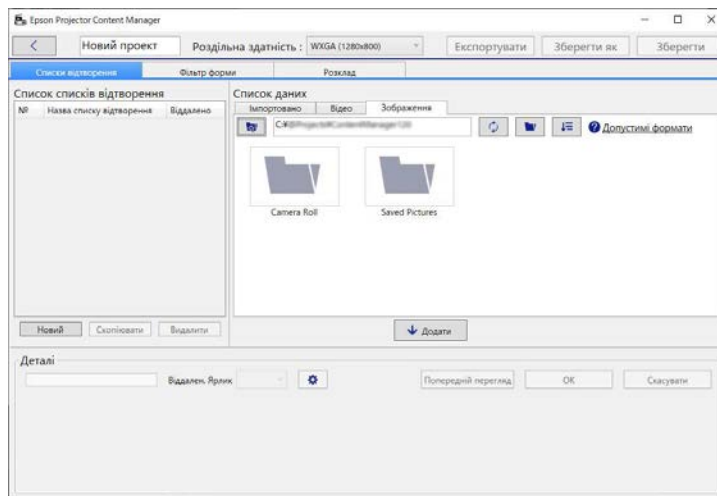 Epson Projector Content Manager
Новий проект Роздільна здатність : WXGA (1280x800) Експортувати Зберегти як Зберегти
Списки відтворення Фільтр форми Розклад
Список списків відтворення Список даних
№ Назва списку відтворення Віддалено Імпортовано Відео Зображення
Допустимі формати
Camera Roll Saved Pictures
Новий Скопіювати Видалити Додати
Деталі
Віддален. Ярлик Попередній перегляд OK Скасувати